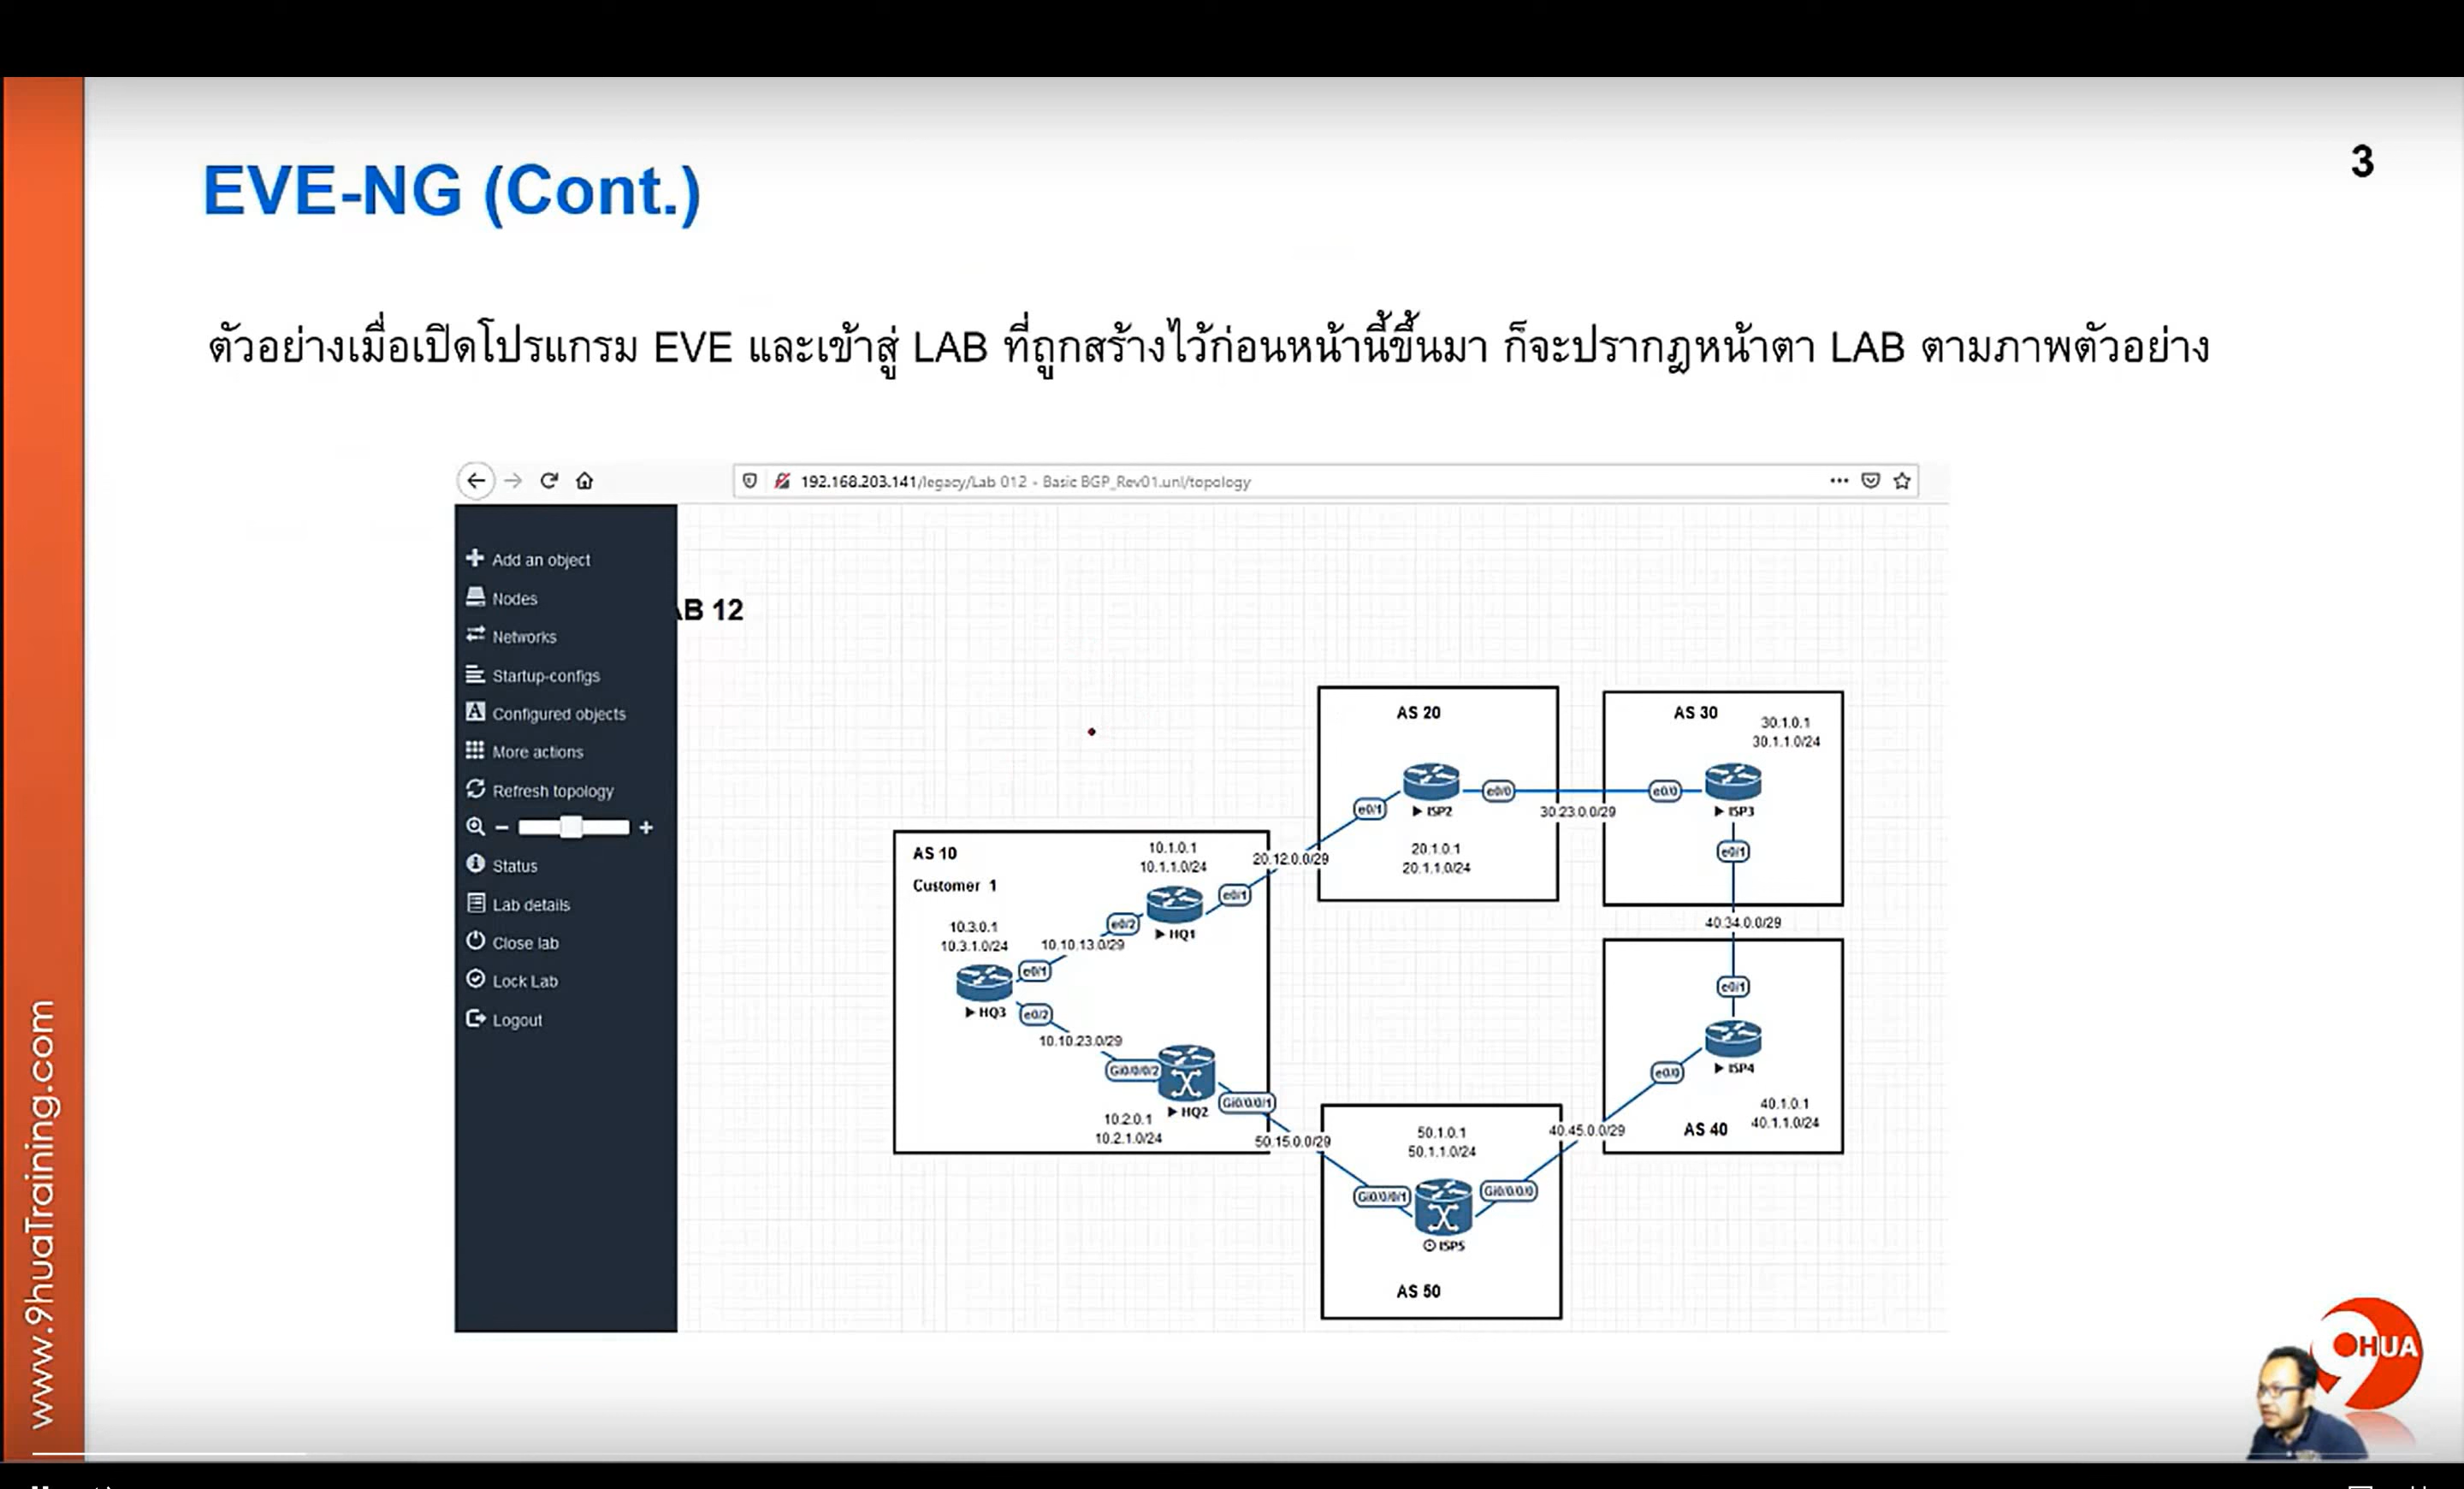 EVE-NG (Cont.)
3
ตัวอย่างเมื่อเปิดโปรแกรม EVE และเข้าสู่ LAB ที่ถูกสร้างไว้ก่อนหน้านี้ขึ้นมา ก็จะปรากฏหน้าตา LAB ตามภาพตัวอย่าง
192.168.203.141/legacy/Lab 012 - Basic BGP_Rev01.unl/topology
Add an object
Nodes
Networks
Startup-configs
Configured objects
More actions
Refresh topology
Status
Lab details
Close lab
Lock Lab
Logout
AB 12
AS 20
e0/1
e0/0
ISP2
20.1.0.1
20.1.1.0/24
30.23.0.0/29
AS 30
30.1.0.1
30.1.1.0/24
e0/0
ISP3
e0/1
20.12.0.0/29
AS 10
Customer 1
10.1.0.1
10.1.1.0/24
e0/1
e0/2
HQ1
10.3.0.1
10.3.1.0/24
10.10.13.0/29
e0/1
HQ3
e0/2
10.10.23.0/29
Gi0/0/0/2
HQ2
Gi0/0/0/1
10.2.0.1
10.2.1.0/24
50.15.0.0/29
40.34.0.0/29
e0/1
ISP4
e0/0
40.1.0.1
40.1.1.0/24
AS 40
40.45.0.0/29
50.1.0.1
50.1.1.0/24
Gi0/0/0/1
Gi0/0/0/0
ISP5
AS 50
www.9huaTraining.com
9HUA